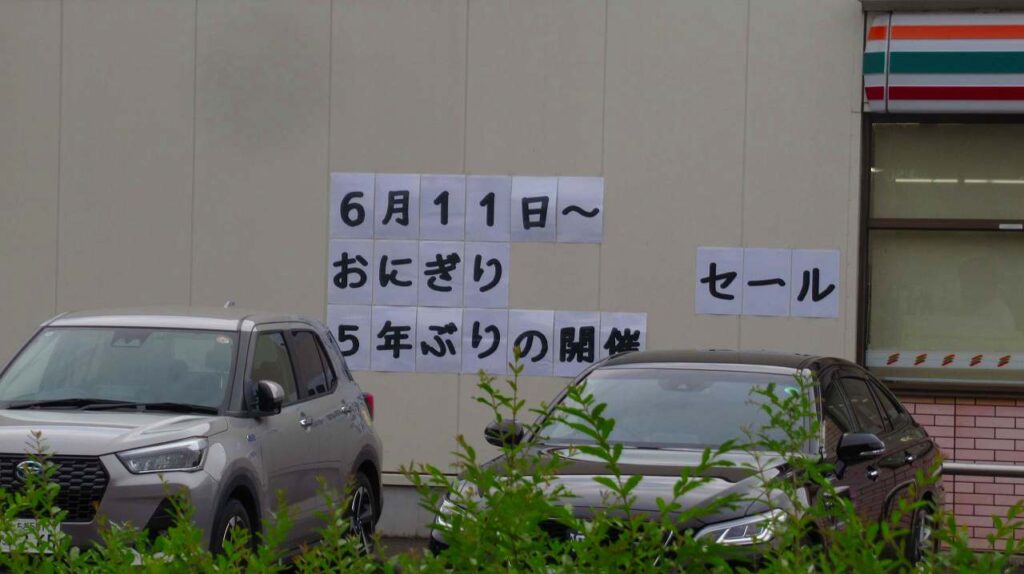 6月11日〜
おにぎり
セール
5年ぶりの開催